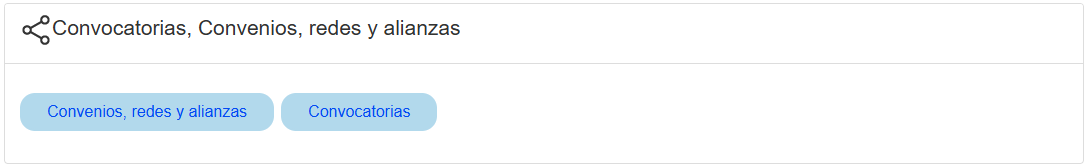 Convocatorias, Convenios, redes y alianzas
Convenios, redes y alianzas
Convocatorias